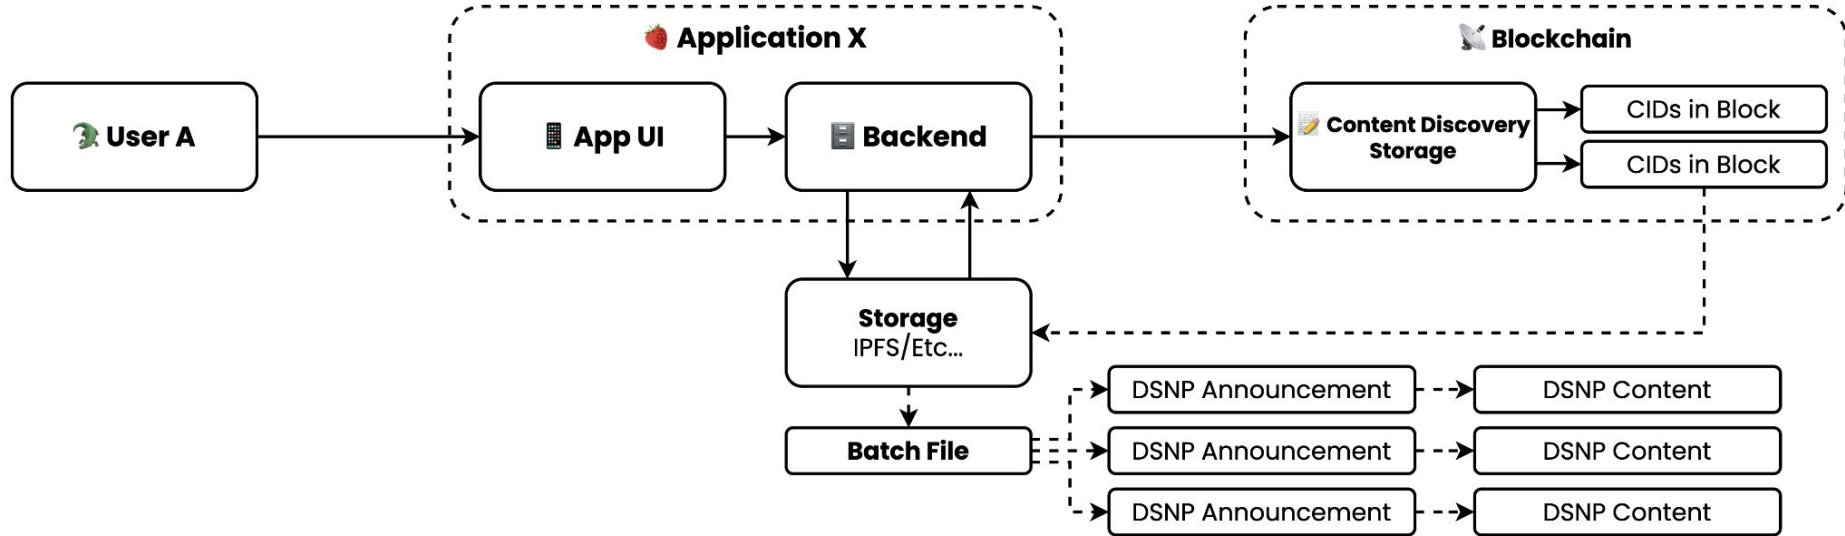 Application X
Blockchain
User A
App UI
Backend
Content Discovery
Storage
CIDs in Block
CIDs in Block
Storage
IPFS/Etc...
Batch File
DSNP Announcement
DSNP Content
DSNP Announcement
DSNP Content
DSNP Announcement
DSNP Content